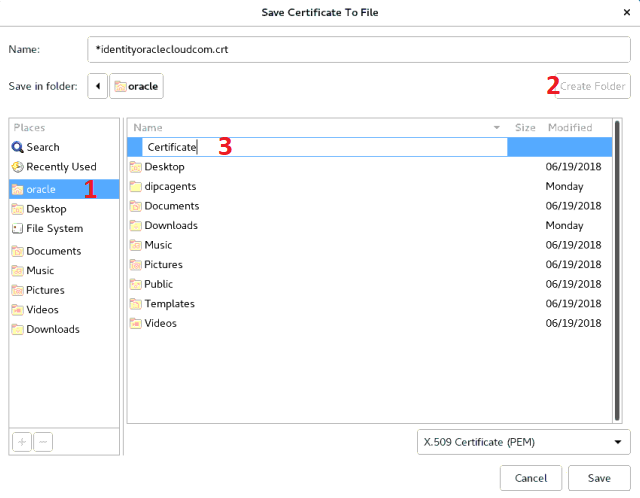 Save Certificate To File
Name: *identityoraclecloudcom.crt
Save in folder: oracle 2 Create Folder
Places
Search
Recently Used
oracle 1
Desktop
File System
Documents
Music
Pictures
Videos
Downloads
Name Size Modified
Certificate 3
Desktop 06/19/2018
dipcagents Monday
Documents 06/19/2018
Downloads Monday
Music 06/19/2018
Pictures 06/19/2018
Public 06/19/2018
Templates 06/19/2018
Videos 06/19/2018
X.509 Certificate (PEM)
Cancel Save